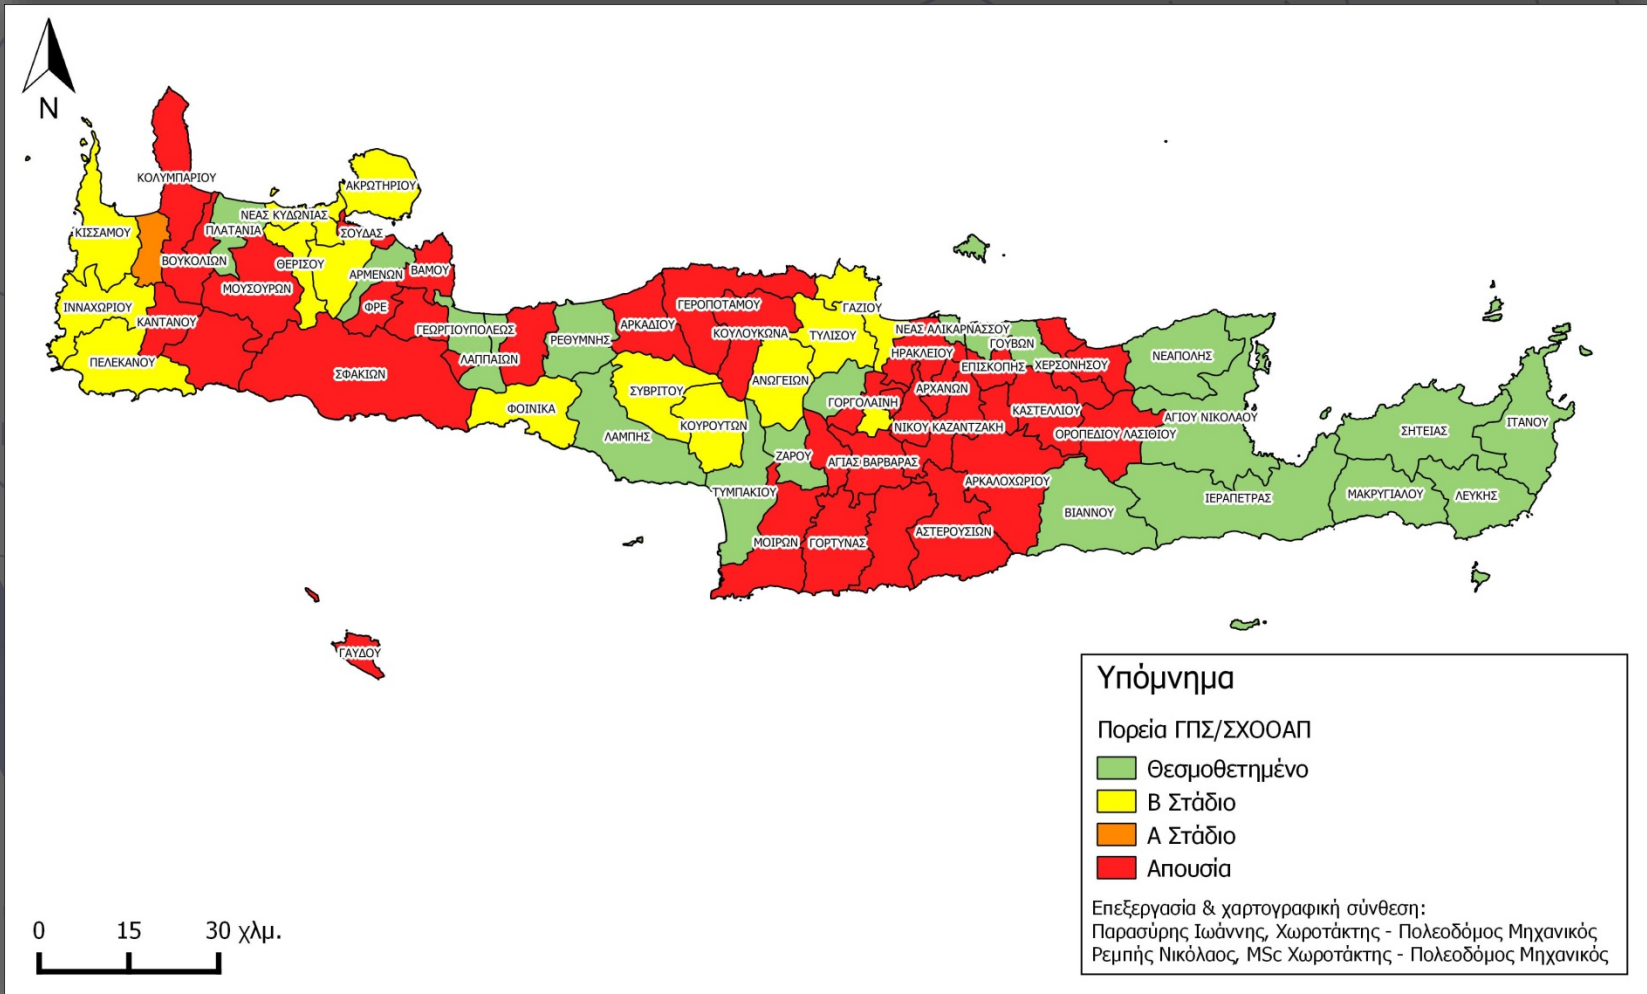 N
ΚΟΛΥΜΠΑΡΙΟΥ
ΑΚΡΩΤΗΡΙΟΥ
ΚΙΣΣΑΜΟΥ
ΠΛΑΤΑΝΙΑ
ΝΕΑΣ ΚΥΔΩΝΙΑΣ
ΣΟΥΔΑΣ
ΒΟΥΚΟΛΙΩΝ
ΘΕΡΙΣΟΥ
ΑΡΜΕΝΩΝ
ΒΑΜΟΥ
ΜΟΥΣΟΥΡΩΝ
ΙΝΝΑΧΩΡΙΟΥ
ΦΡΕ
ΚΑΝΤΑΝΟΥ
ΓΕΩΡΓΙΟΥΠΟΛΕΩΣ
ΠΕΛΕΚΑΝΟΥ
ΛΑΠΠΑΙΩΝ
ΣΦΑΚΙΩΝ
ΡΕΘΥΜΝΗΣ
ΑΡΚΑΔΙΟΥ
ΓΕΡΟΠΟΤΑΜΟΥ
ΚΟΥΛΟΥΚΩΝΑ
ΓΑΖΙΟΥ
ΤΥΛΙΣΟΥ
ΝΕΑΣ ΑΛΙΚΑΡΝΑΣΣΟΥ
ΓΟΥΒΩΝ
ΗΡΑΚΛΕΙΟΥ
ΕΠΙΣΚΟΠΗΣ
ΧΕΡΣΟΝΗΣΟΥ
ΝΕΑΠΟΛΗΣ
ΦΟΙΝΙΚΑ
ΣΥΒΡΙΤΟΥ
ΑΝΩΓΕΙΩΝ
ΑΡΧΑΝΩΝ
ΓΟΡΓΟΛΑΙΝΗ
ΚΑΣΤΕΛΛΙΟΥ
ΑΓΙΟΥ ΝΙΚΟΛΑΟΥ
ΛΑΜΠΗΣ
ΚΟΥΡΟΥΤΩΝ
ΝΙΚΟΥ ΚΑΖΑΝΤΖΑΚΗ
ΟΡΟΠΕΔΙΟΥ ΛΑΣΙΘΙΟΥ
ΣΗΤΕΙΑΣ
ΙΤΑΝΟΥ
ΖΑΡΟΥ
ΑΓΙΑΣ ΒΑΡΒΑΡΑΣ
ΤΥΜΠΑΚΙΟΥ
ΑΡΚΑΛΟΧΩΡΙΟΥ
ΙΕΡΑΠΕΤΡΑΣ
ΜΑΚΡΥΓΙΑΛΟΥ
ΛΕΥΚΗΣ
ΒΙΑΝΝΟΥ
ΜΟΙΡΩΝ
ΓΟΡΤΥΝΑΣ
ΑΣΤΕΡΟΥΣΙΩΝ
ΓΑΥΔΟΥ
Υπόμνημα
Πορεία ΓΠΣ/ΣΧΟΟΑΠ
Θεσμοθετημένο
Β Στάδιο
Α Στάδιο
Απουσία
Επεξεργασία & χαρτογραφική σύνθεση:
Παρασύρης Ιωάννης, Χωροτάκτης - Πολεοδόμος Μηχανικός
Ρεμπής Νικόλαος, MSc Χωροτάκτης - Πολεοδόμος Μηχανικός
0 15 30 χλμ.